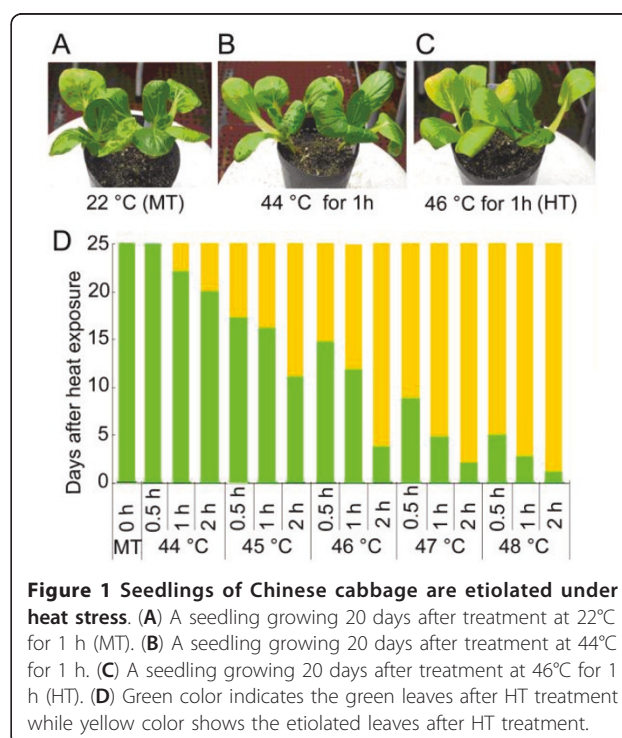 A
B
C
22 °C (MT)
44 °C for 1h
46 °C for 1h (HT)
D
25
20
15
10
5
0
Days after heat exposure
0 h
0.5 h
1 h
2 h
0.5 h
1 h
2 h
0.5 h
1 h
2 h
0.5 h
1 h
2 h
0.5 h
1 h
2 h
MT
44 °C
45 °C
46 °C
47 °C
48 °C
Figure 1 Seedlings of Chinese cabbage are etiolated under
heat stress. (A) A seedling growing 20 days after treatment at 22°C
for 1 h (MT). (B) A seedling growing 20 days after treatment at 44°C
for 1 h. (C) A seedling growing 20 days after treatment at 46°C for 1
h (HT). (D) Green color indicates the green leaves after HT treatment
while yellow color shows the etiolated leaves after HT treatment.